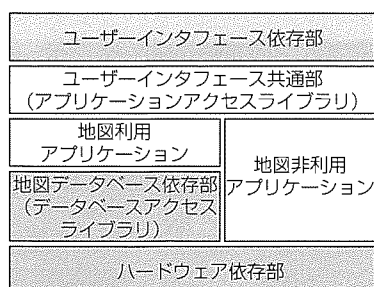 ユーザーインタフェース依存部
ユーザーインタフェース共通部
(アプリケーションアクセスライブラリ)
地図利用
アプリケーション
地図非利用
アプリケーション
地図データベース依存部
(データベースアクセス
ライブラリ)
ハードウェア依存部